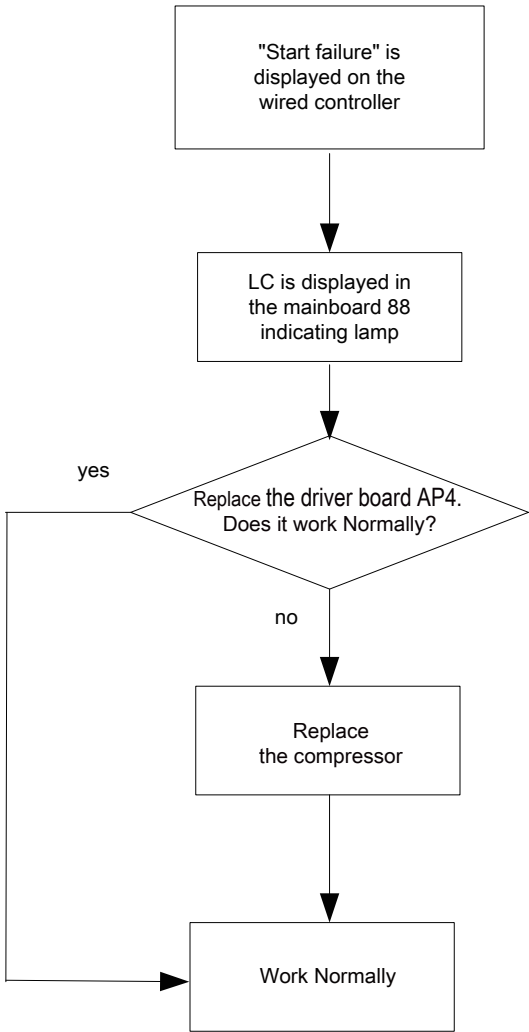 "Start failure" is
displayed on the
wired controller
LC is displayed in
the mainboard 88
indicating lamp
yes
Replace the driver board AP4.
Does it work Normally?
no
Replace
the compressor
Work Normally